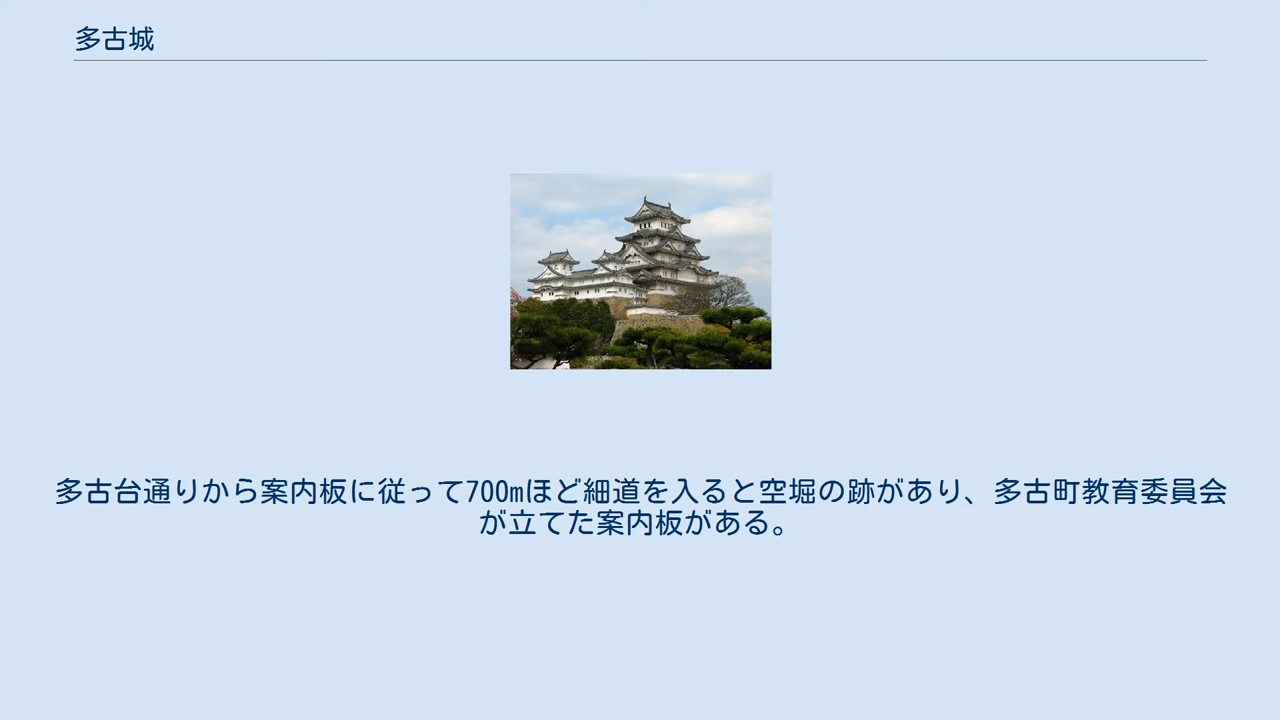 多古城
多古台通りから案内板に従って700mほど細道を入ると空堀の跡があり、多古町教育委員会
が立てた案内板がある。